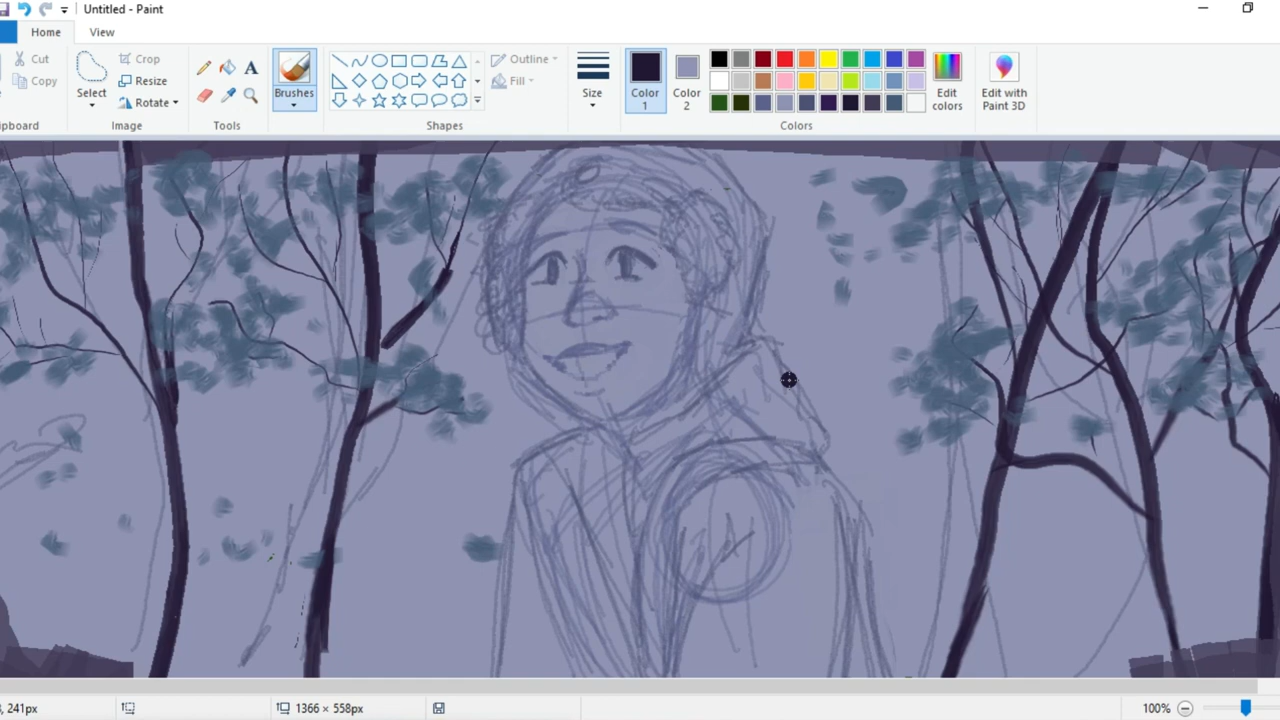 Untitled - Paint
Home View
Cut
Copy
pboard
Select
Crop
Resize
Rotate
Image
Tools
Brushes
Shapes
Outline
Fill
Size
Color
1
Color
2
Colors
Edit
colors
Edit with
Paint 3D
, 241px
1366 × 558px
100%